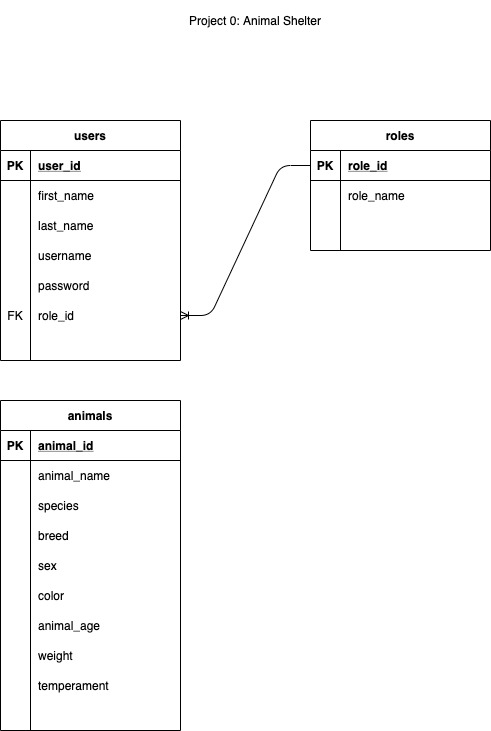 Project 0: Animal Shelter
users
PK user_id
first_name
last_name
username
password
FK role_id
roles
PK role_id
role_name
animals
PK animal_id
animal_name
species
breed
sex
color
animal_age
weight
temperament